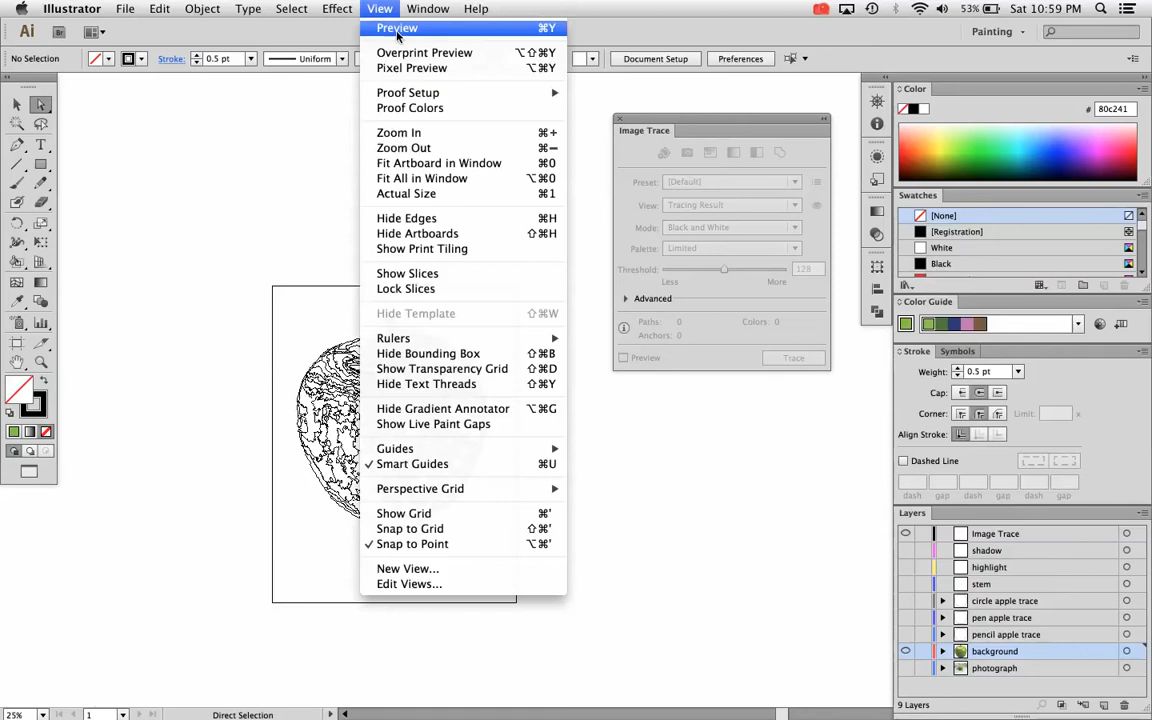 Illustrator File Edit Object Type Select Effect View Window Help 53% Sat 10:59 PM
Ai Br Painting
No Selection Stroke: 0.5 pt Uniform Document Setup Preferences
Preview ⌘Y
Overprint Preview ⌥⇧⌘Y
Pixel Preview ⌥⌘Y
Proof Setup
Proof Colors
Zoom In ⌘+
Zoom Out ⌘−
Fit Artboard in Window ⌘0
Fit All in Window ⌥⌘0
Actual Size ⌘1
Hide Edges ⌘H
Hide Artboards ⇧⌘H
Show Print Tiling
Show Slices
Lock Slices
Hide Template ⇧⌘W
Rulers
Hide Bounding Box ⇧⌘B
Show Transparency Grid ⇧⌘D
Hide Text Threads ⇧⌘Y
Hide Gradient Annotator ⌥⌘G
Show Live Paint Gaps
Guides
✓ Smart Guides ⌘U
Perspective Grid
Show Grid ⌘'
Snap to Grid ⇧⌘'
✓ Snap to Point ⌥⌘'
New View...
Edit Views...
Image Trace
Preset: [Default]
View: Tracing Result
Mode: Black and White
Palette: Limited
Threshold: 128
Less More
Advanced
Paths: 0 Colors: 0
Anchors: 0
Preview Trace
Color
# 80c241
Swatches
[None]
[Registration]
White
Black
Color Guide
Stroke Symbols
Weight: 0.5 pt
Cap:
Corner: Limit: x
Align Stroke:
Dashed Line
dash gap dash gap dash gap
Layers
Image Trace
shadow
highlight
stem
circle apple trace
pen apple trace
pencil apple trace
background
photograph
9 Layers
25% 1 Direct Selection